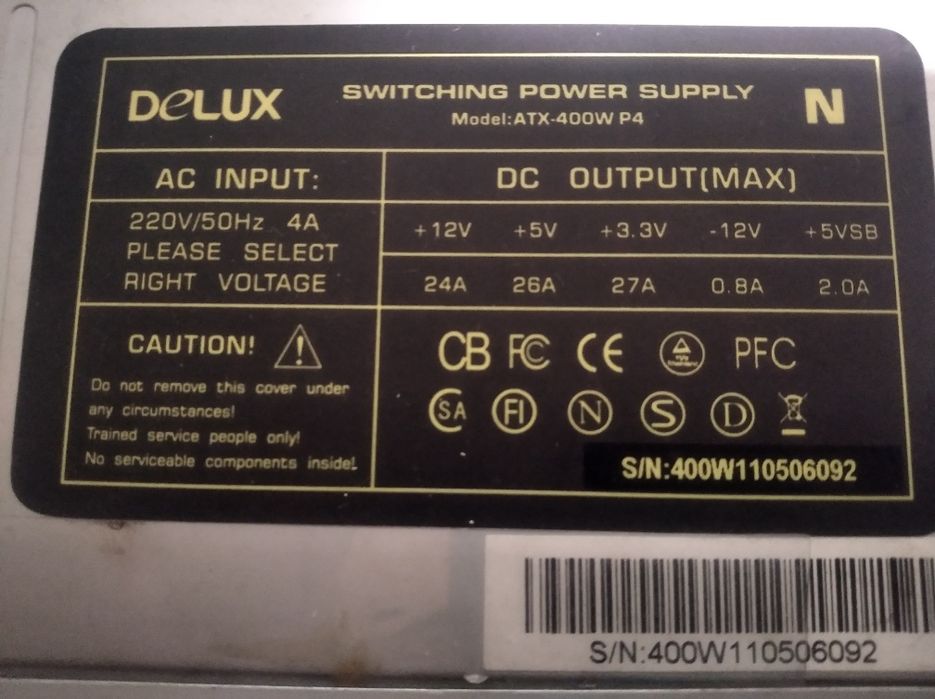 DeLUX
SWITCHING POWER SUPPLY
Model:ATX-400W P4
N
AC INPUT:
220V/50Hz 4A
PLEASE SELECT
RIGHT VOLTAGE
DC OUTPUT(MAX)
+12V +5V +3.3V -12V +5VSB
24A 26A 27A 0.8A 2.0A
CAUTION!
Do not remove this cover under
any circumstances!
Trained service people only!
No serviceable components inside!
CB FC CE PFC
SA FI N S D
S/N:400W110506092
S/N:400W110506092